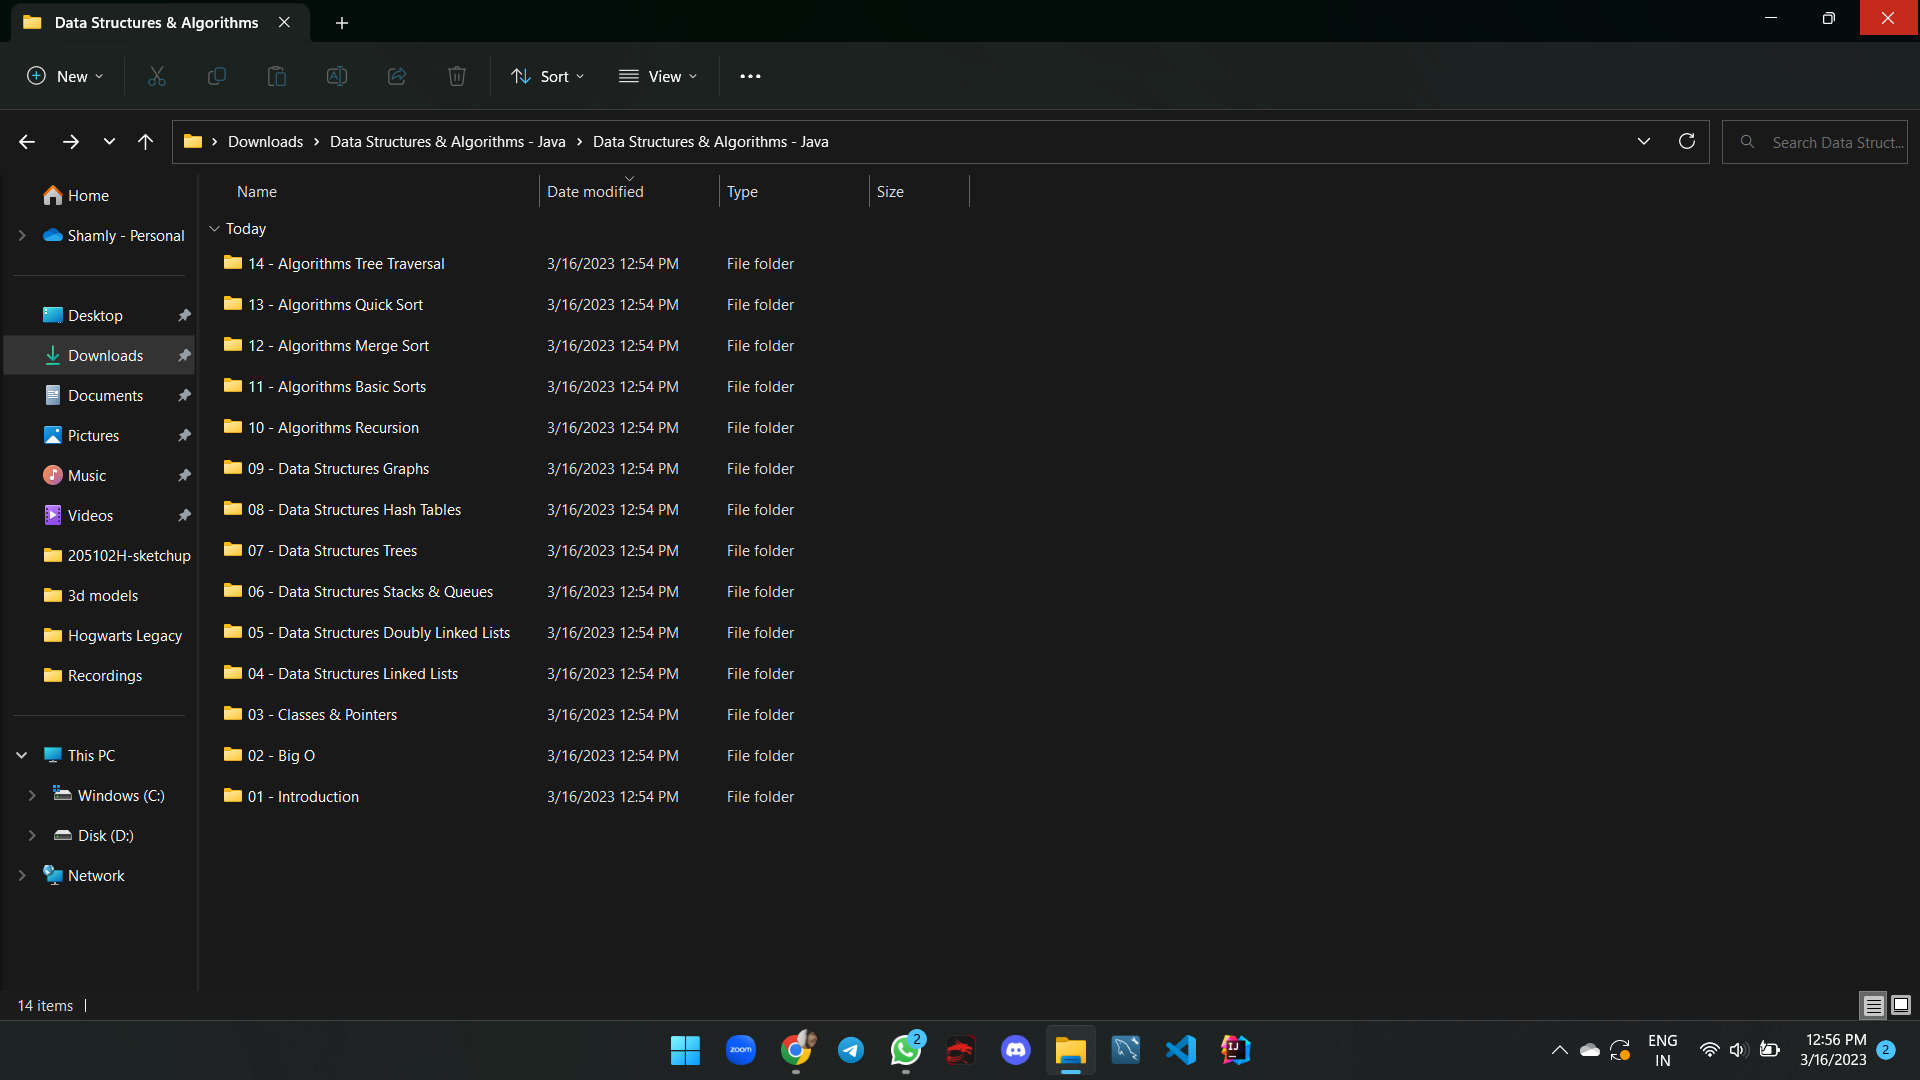 Data Structures & Algorithms
New
Sort
View
Downloads > Data Structures & Algorithms - Java > Data Structures & Algorithms - Java
Search Data Struct...
Home
Shamly - Personal
Desktop
Downloads
Documents
Pictures
Music
Videos
205102H-sketchup
3d models
Hogwarts Legacy
Recordings
This PC
Windows (C:)
Disk (D:)
Network
Name Date modified Type Size
Today
14 - Algorithms Tree Traversal 3/16/2023 12:54 PM File folder
13 - Algorithms Quick Sort 3/16/2023 12:54 PM File folder
12 - Algorithms Merge Sort 3/16/2023 12:54 PM File folder
11 - Algorithms Basic Sorts 3/16/2023 12:54 PM File folder
10 - Algorithms Recursion 3/16/2023 12:54 PM File folder
09 - Data Structures Graphs 3/16/2023 12:54 PM File folder
08 - Data Structures Hash Tables 3/16/2023 12:54 PM File folder
07 - Data Structures Trees 3/16/2023 12:54 PM File folder
06 - Data Structures Stacks & Queues 3/16/2023 12:54 PM File folder
05 - Data Structures Doubly Linked Lists 3/16/2023 12:54 PM File folder
04 - Data Structures Linked Lists 3/16/2023 12:54 PM File folder
03 - Classes & Pointers 3/16/2023 12:54 PM File folder
02 - Big O 3/16/2023 12:54 PM File folder
01 - Introduction 3/16/2023 12:54 PM File folder
14 items
zoom
2
IJ
ENG
IN
12:56 PM
3/16/2023
2